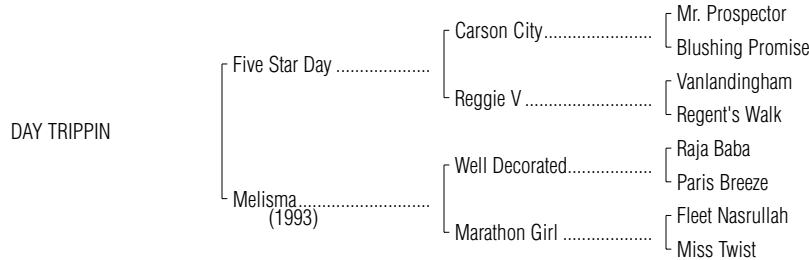 Mr. Prospector
Carson City......................
Blushing Promise
Five Star Day ...................
Vanlandingham
Reggie V .........................
Regent's Walk
DAY TRIPPIN
Raja Baba
Well Decorated.................
Paris Breeze
Melisma...........................
(1993)
Fleet Nasrullah
Marathon Girl ..................
Miss Twist